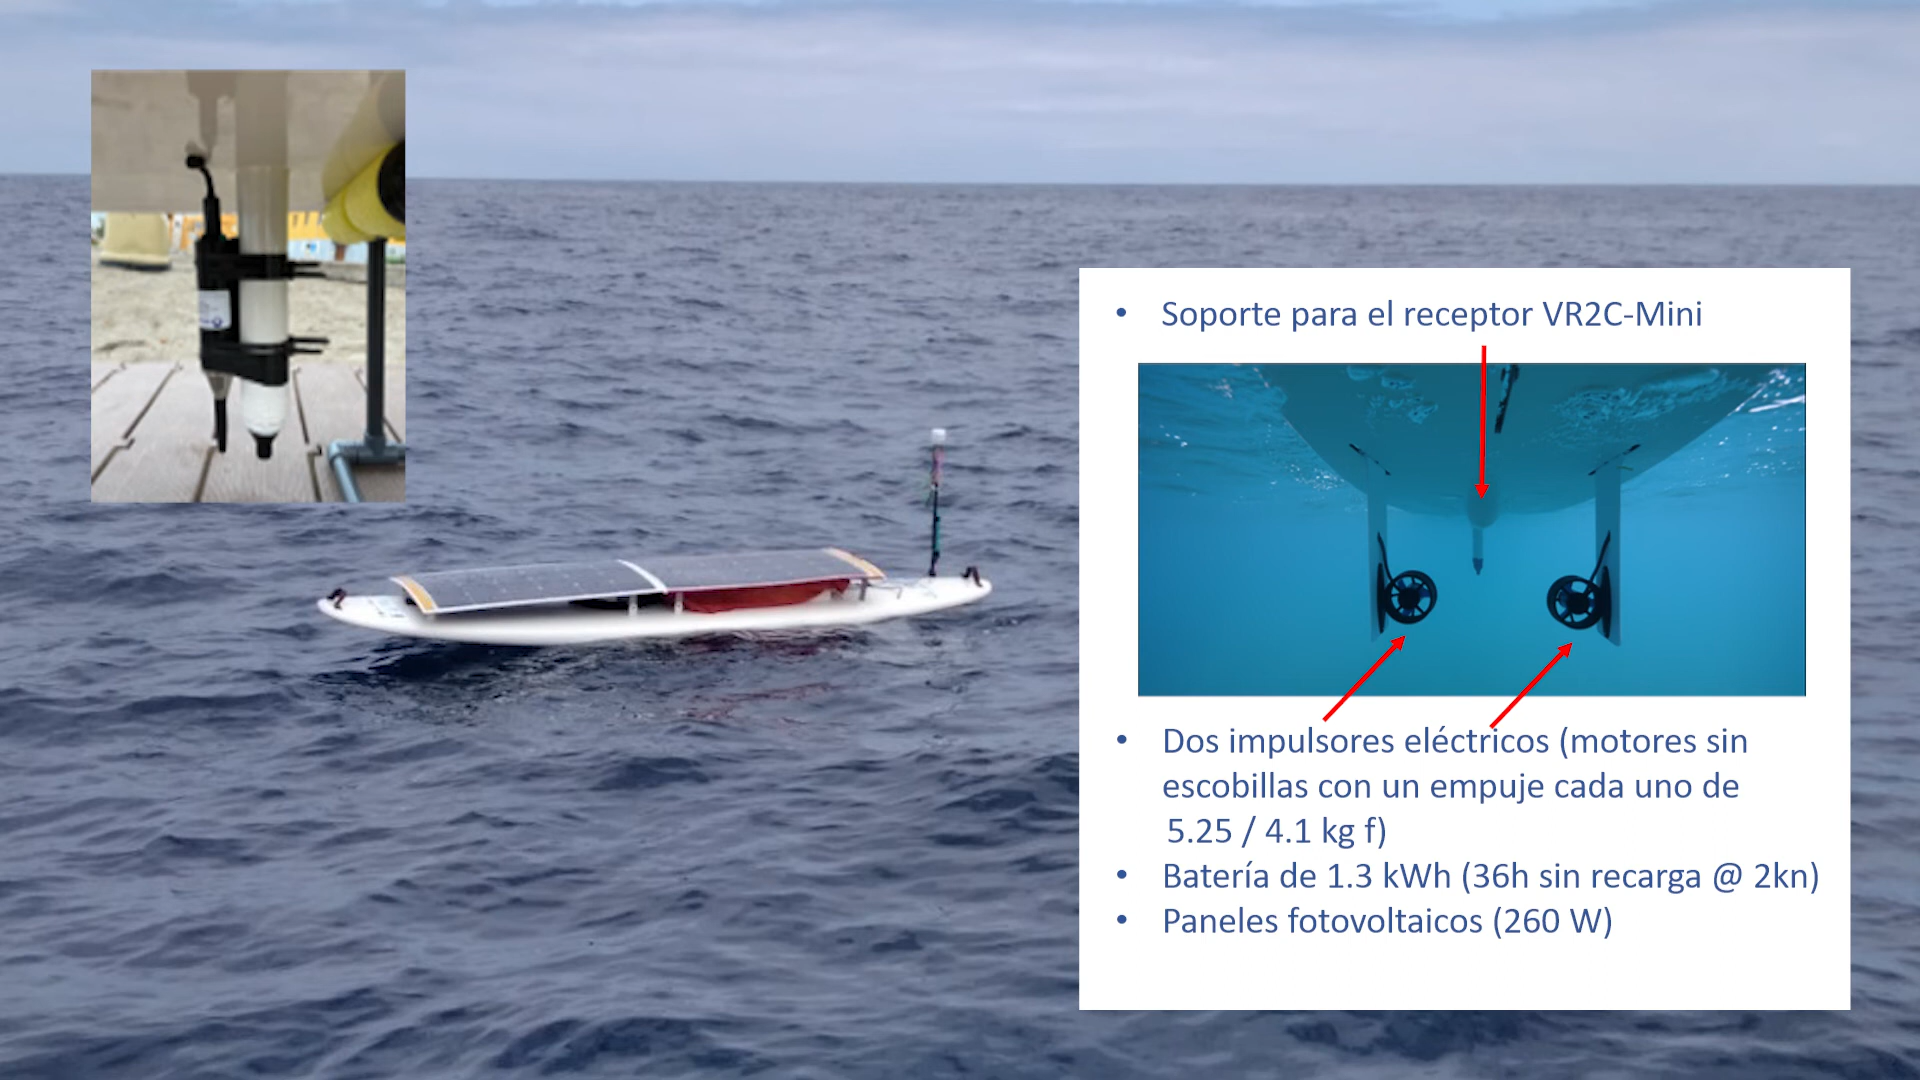 • Soporte para el receptor VR2C-Mini
• Dos impulsores eléctricos (motores sin
escobillas con un empuje cada uno de
5.25 / 4.1 kg f)
• Batería de 1.3 kWh (36h sin recarga @ 2kn)
• Paneles fotovoltaicos (260 W)